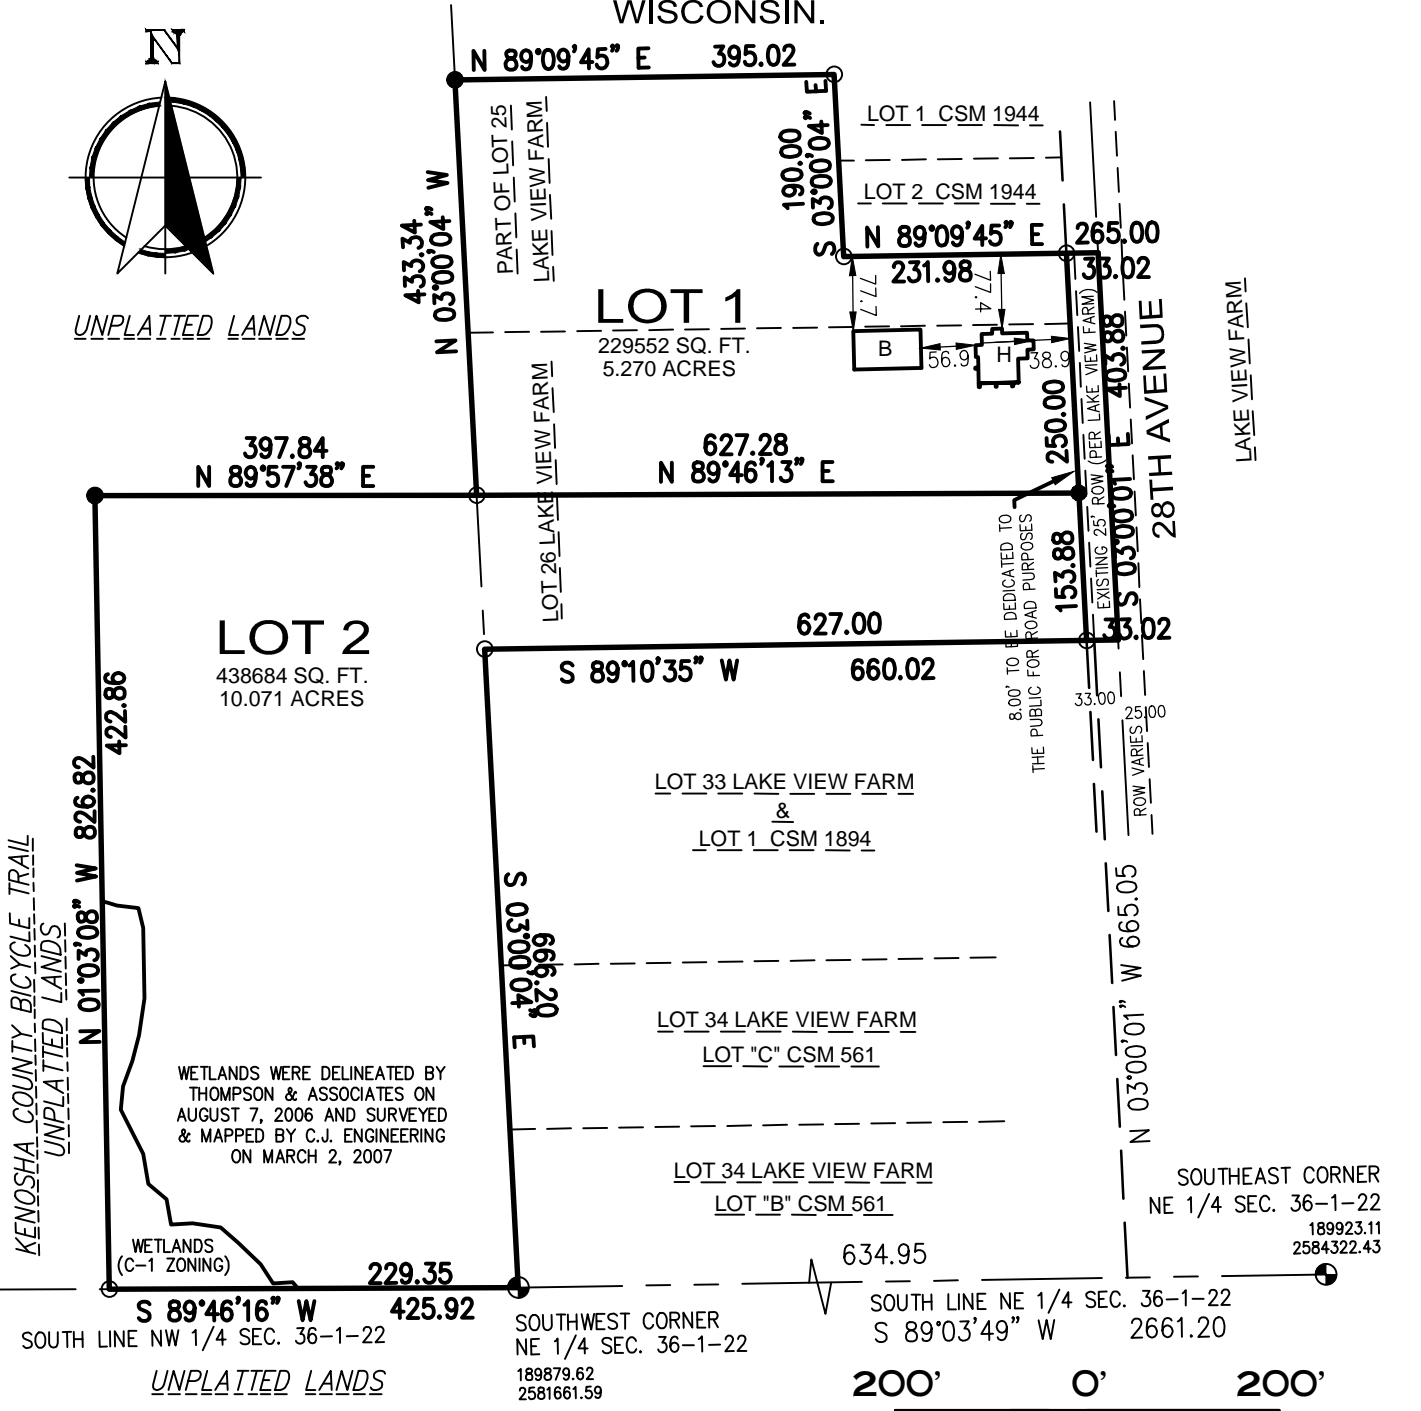 WISCONSIN.
N
N 89°09'45" E 395.02
LOT 1 CSM 1944
PART OF LOT 25
LAKE VIEW FARM
190.00
S 03°00'04" E
LOT 2 CSM 1944
433.34
N 03°00'04" W
N 89°09'45" E 265.00
231.98 33.02
UNPLATTED LANDS
LOT 1
229552 SQ. FT.
5.270 ACRES
77.7
77.4
B
56.9
H
38.9
403.88
S 03°00'01" E
28TH AVENUE
LAKE VIEW FARM
EXISTING 25' ROW (PER LAKE VIEW FARM)
250.00
397.84
N 89°57'38" E
627.28
N 89°46'13" E
LOT 26 LAKE VIEW FARM
8.00' TO BE DEDICATED TO
THE PUBLIC FOR ROAD PURPOSES
153.88
LOT 2
438684 SQ. FT.
10.071 ACRES
627.00
33.02
S 89°10'35" W 660.02
33.00
25.00
ROW VARIES
422.86
N 01°03'08" W 826.82
LOT 33 LAKE VIEW FARM
&
LOT 1 CSM 1894
KENOSHA COUNTY BICYCLE TRAIL
UNPLATTED LANDS
S 03°00'04" E
666.20
N 03°00'01" W 665.05
LOT 34 LAKE VIEW FARM
LOT "C" CSM 561
WETLANDS WERE DELINEATED BY
THOMPSON & ASSOCIATES ON
AUGUST 7, 2006 AND SURVEYED
& MAPPED BY C.J. ENGINEERING
ON MARCH 2, 2007
LOT 34 LAKE VIEW FARM
LOT "B" CSM 561
SOUTHEAST CORNER
NE 1/4 SEC. 36-1-22
189923.11
2584322.43
WETLANDS
(C-1 ZONING)
229.35
634.95
S 89°46'16" W 425.92
SOUTH LINE NW 1/4 SEC. 36-1-22
SOUTHWEST CORNER
NE 1/4 SEC. 36-1-22
189879.62
2581661.59
SOUTH LINE NE 1/4 SEC. 36-1-22
S 89°03'49" W 2661.20
UNPLATTED LANDS
200' 0' 200'